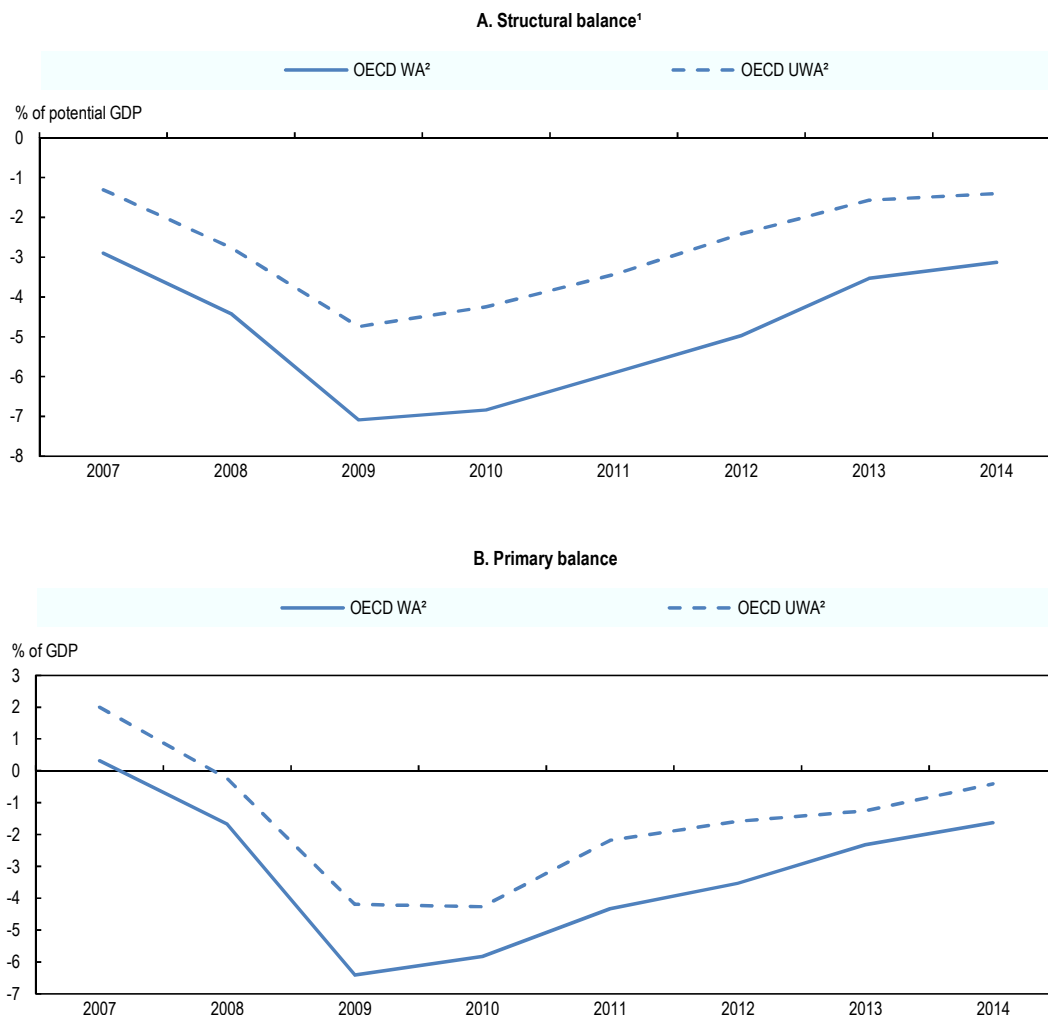 A. Structural balance¹
OECD WA² OECD UWA²
% of potential GDP
0
-1
-2
-3
-4
-5
-6
-7
-8
2007 2008 2009 2010 2011 2012 2013 2014
B. Primary balance
OECD WA² OECD UWA²
% of GDP
3
2
1
0
-1
-2
-3
-4
-5
-6
-7
2007 2008 2009 2010 2011 2012 2013 2014